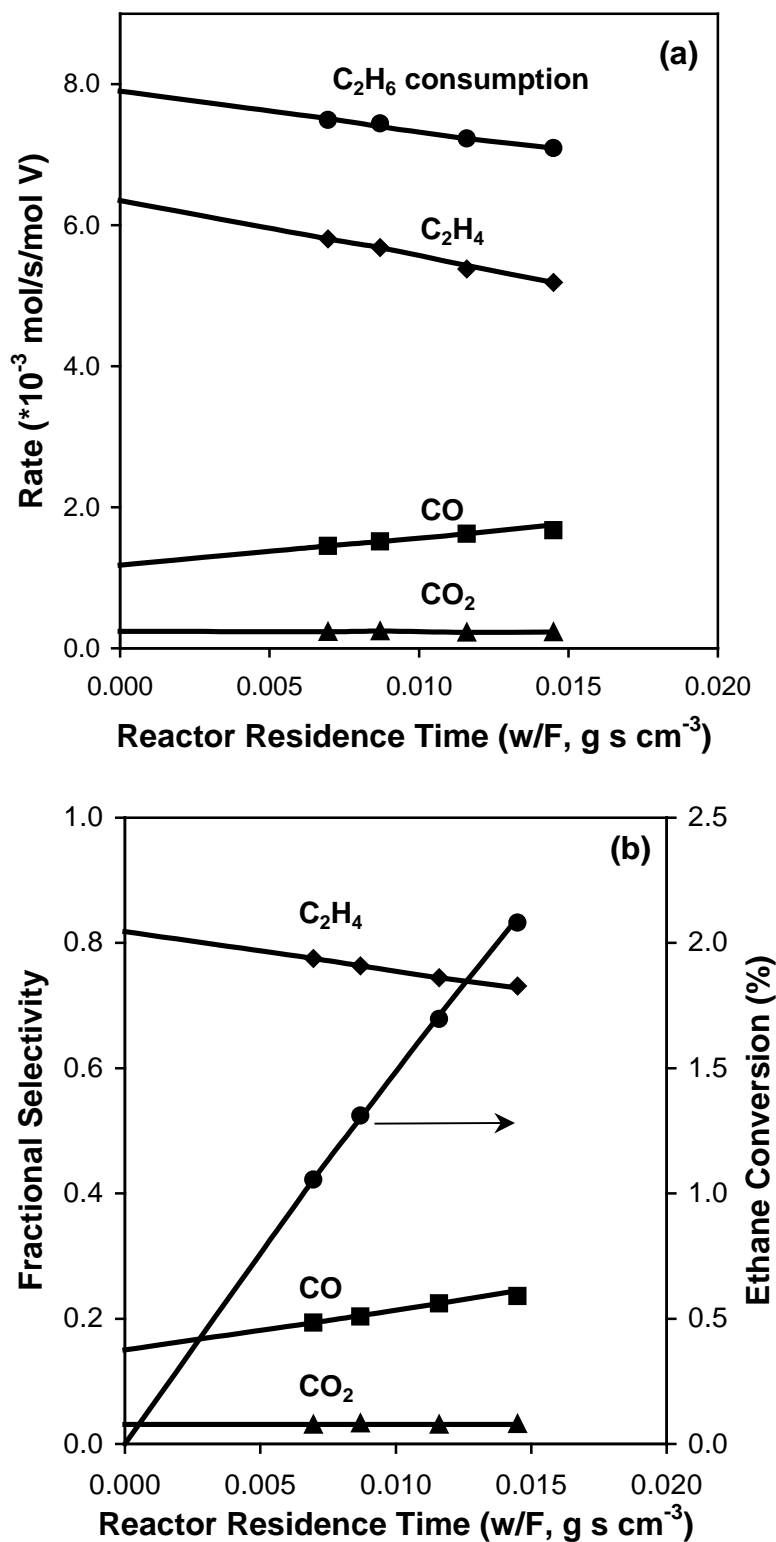 (a)
8.0
6.0
4.0
2.0
0.0
Rate (*10⁻³ mol/s/mol V)
C₂H₆ consumption
C₂H₄
CO
CO₂
0.000 0.005 0.010 0.015 0.020
Reactor Residence Time (w/F, g s cm⁻³)
(b)
1.0
0.8
0.6
0.4
0.2
0.0
Fractional Selectivity
C₂H₄
CO
CO₂
2.5
2.0
1.5
1.0
0.5
0.0
Ethane Conversion (%)
0.000 0.005 0.010 0.015 0.020
Reactor Residence Time (w/F, g s cm⁻³)